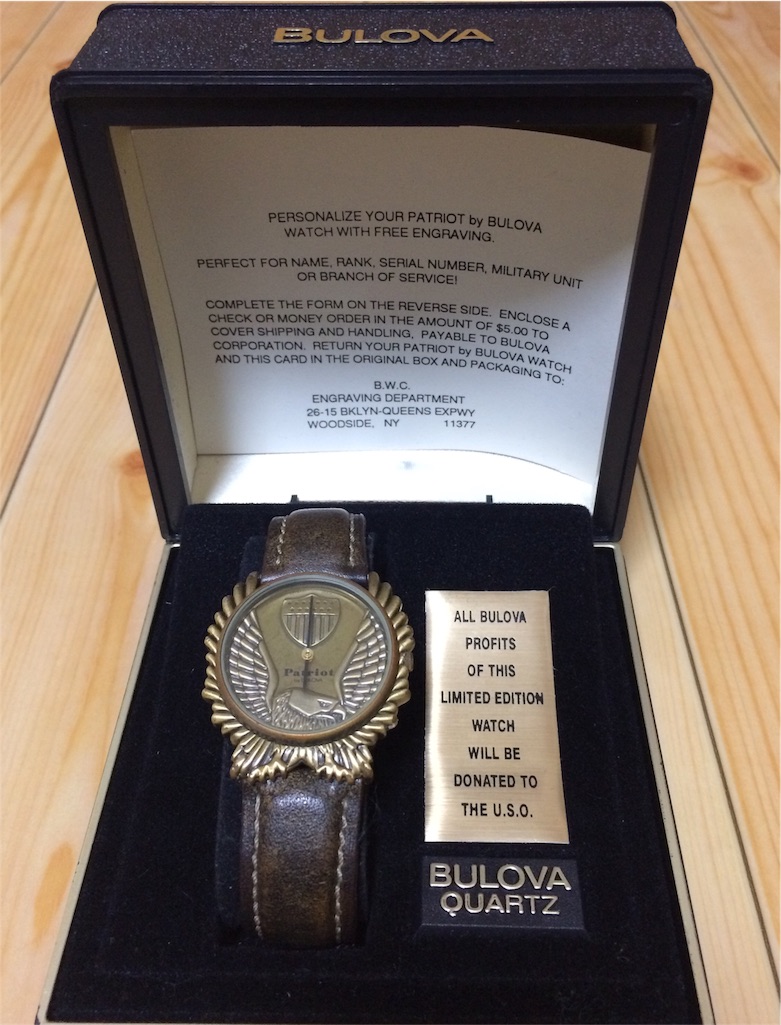 BULOVA
PERSONALIZE YOUR PATRIOT by BULOVA
WATCH WITH FREE ENGRAVING.
PERFECT FOR NAME, RANK, SERIAL NUMBER, MILITARY UNIT
OR BRANCH OF SERVICE!
COMPLETE THE FORM ON THE REVERSE SIDE. ENCLOSE A
CHECK OR MONEY ORDER IN THE AMOUNT OF $5.00 TO
COVER SHIPPING AND HANDLING, PAYABLE TO BULOVA
CORPORATION. RETURN YOUR PATRIOT by BULOVA WATCH
AND THIS CARD IN THE ORIGINAL BOX AND PACKAGING TO:
B.W.C.
ENGRAVING DEPARTMENT
26-15 BKLYN-QUEENS EXPWY
WOODSIDE, NY 11377
Patriot
ALL BULOVA
PROFITS
OF THIS
LIMITED EDITION
WATCH
WILL BE
DONATED TO
THE U.S.O.
BULOVA
QUARTZ